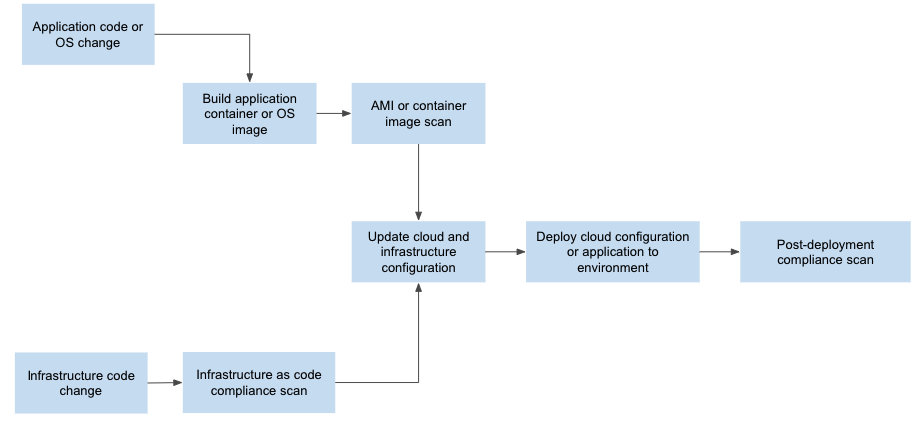 Application code or
OS change
Build application
container or OS
image
AMI or container
image scan
Update cloud and
infrastructure
configuration
Deploy cloud configuration
or application to
environment
Post-deployment
compliance scan
Infrastructure code
change
Infrastructure as code
compliance scan